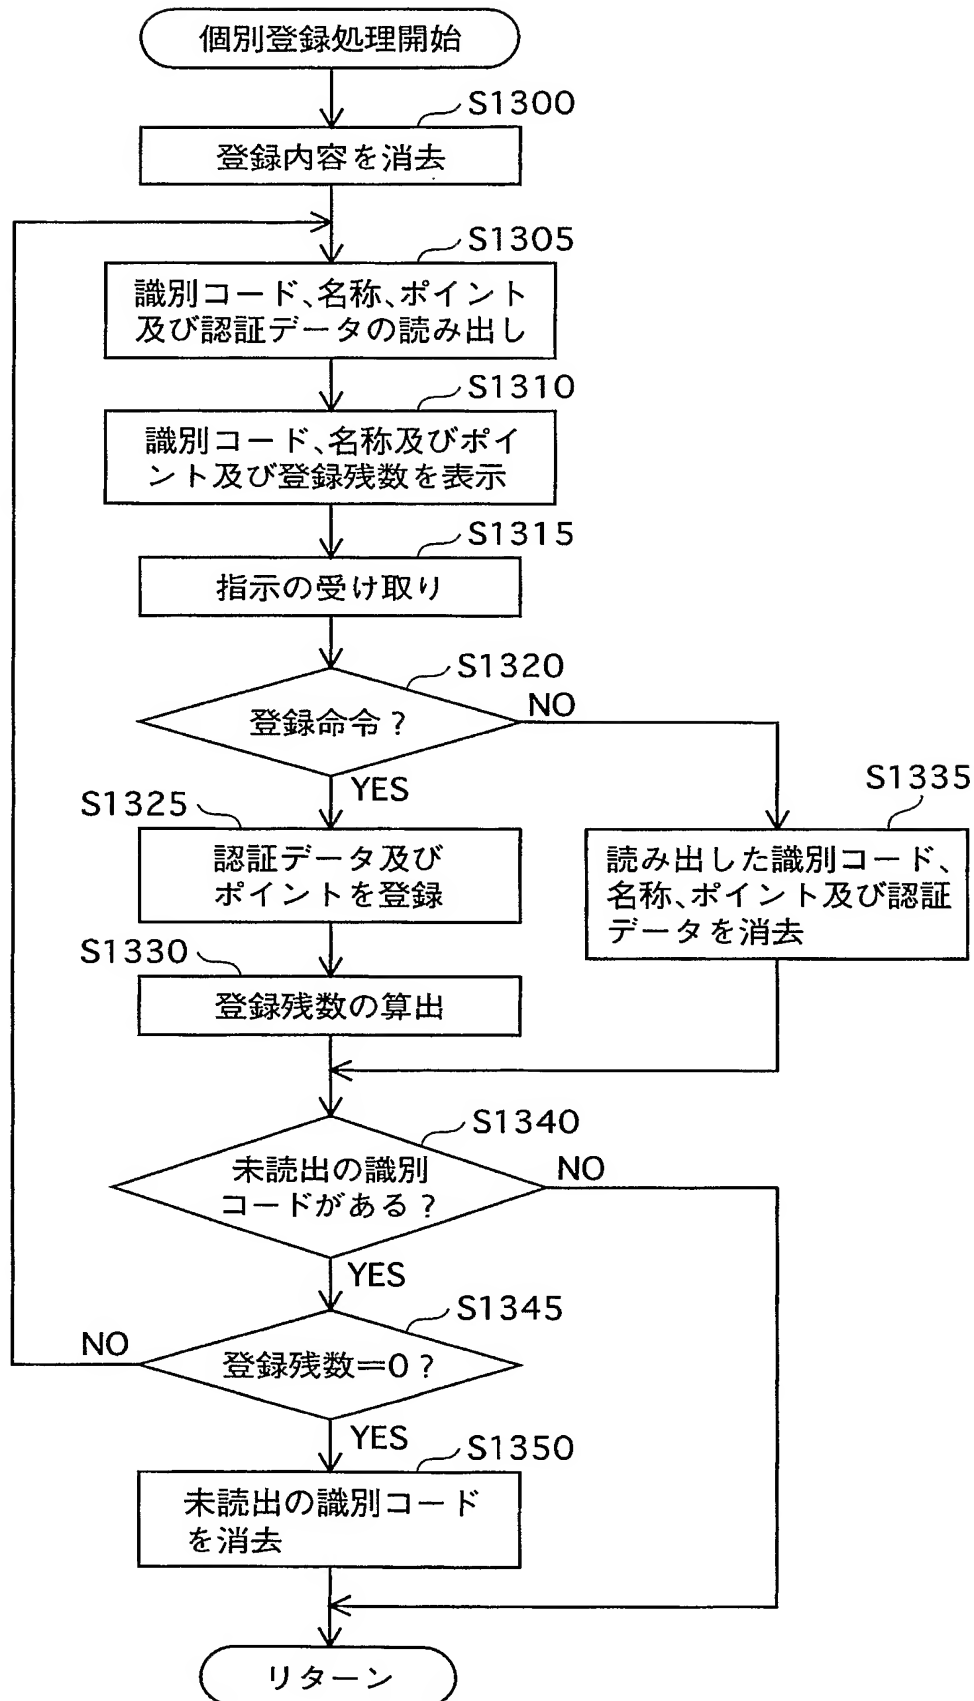 個別登録処理開始
S1300
登録内容を消去
S1305
識別コード、名称、ポイント
及び認証データの読み出し
S1310
識別コード、名称及びポイ
ント及び登録残数を表示
S1315
指示の受け取り
S1320
登録命令？
NO
YES
S1325
認証データ及び
ポイントを登録
S1335
読み出した識別コード、
名称、ポイント及び認証
データを消去
S1330
登録残数の算出
S1340
未読出の識別
コードがある？
NO
YES
S1345
登録残数＝0？
NO
YES
S1350
未読出の識別コード
を消去
リターン